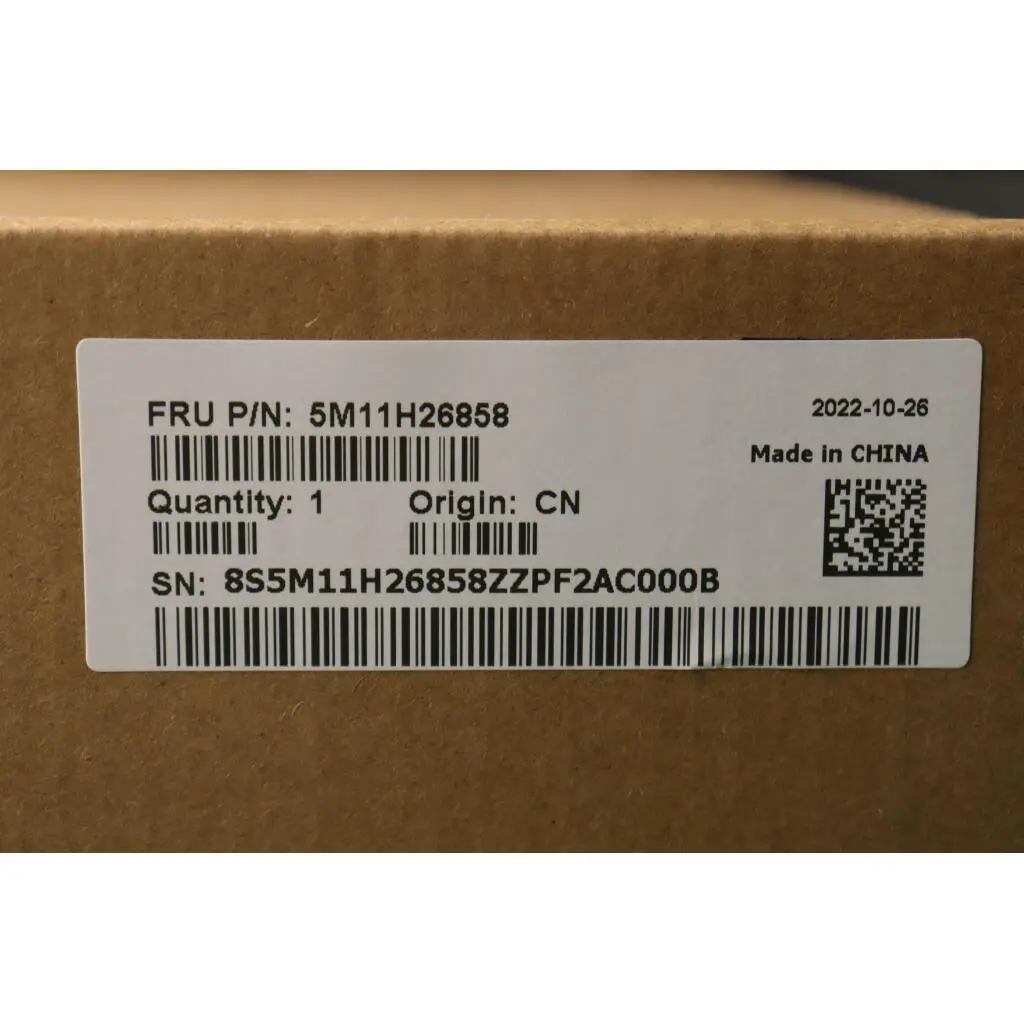 FRU P/N: 5M11H26858
2022-10-26
Made in CHINA
Quantity: 1 Origin: CN
SN: 8S5M11H26858ZZPF2AC000B